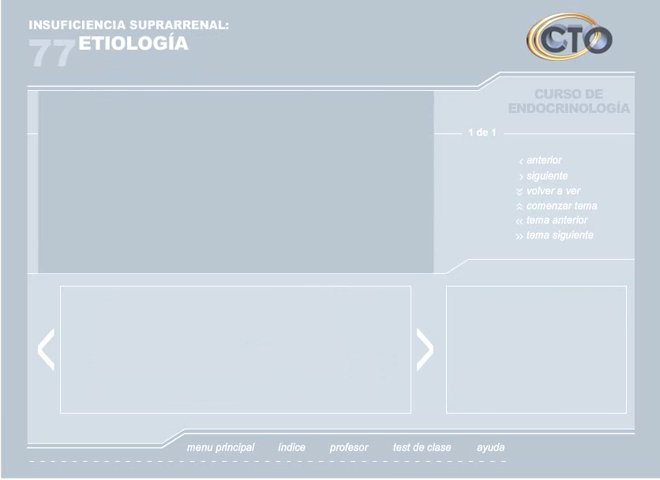 INSUFICIENCIA SUPRARRENAL:
77 ETIOLOGÍA
CTO
CURSO DE
ENDOCRINOLOGÍA
1 de 1
‹ anterior
› siguiente
volver a ver
comenzar tema
« tema anterior
» tema siguiente
menu principal índice profesor test de clase ayuda